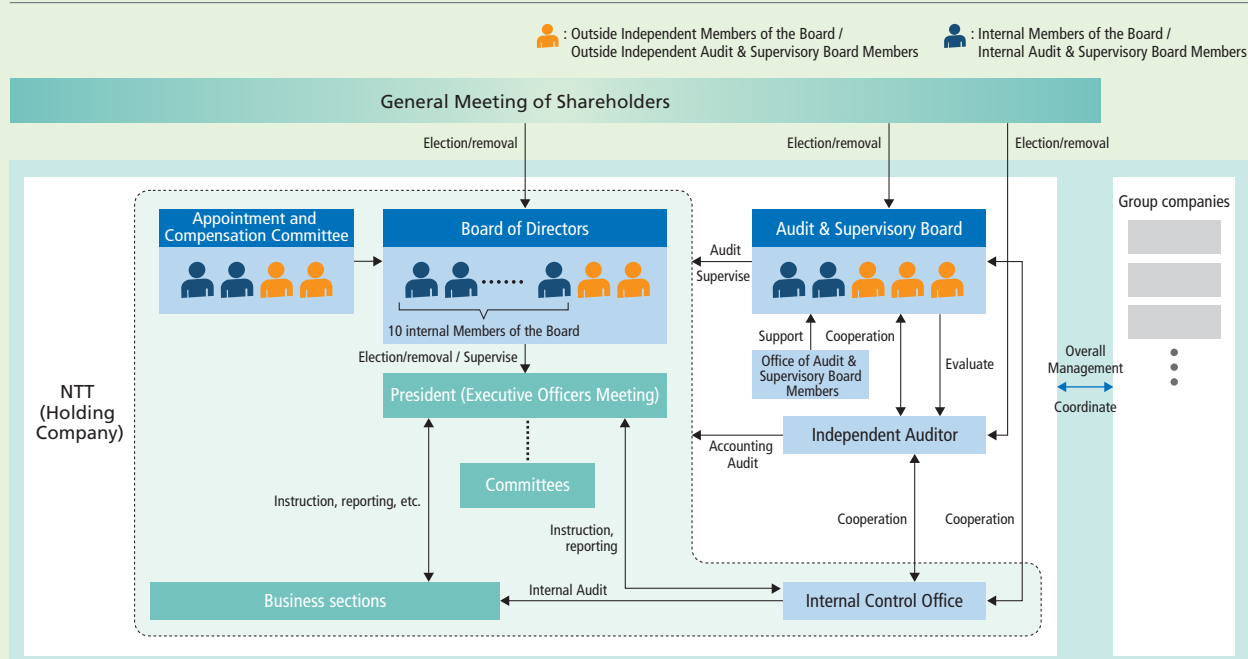 : Outside Independent Members of the Board /
Outside Independent Audit & Supervisory Board Members
: Internal Members of the Board /
Internal Audit & Supervisory Board Members
General Meeting of Shareholders
Election/removal
Election/removal
Election/removal
Group companies
Appointment and
Compensation Committee
Board of Directors
Audit & Supervisory Board
Audit
Supervise
10 internal Members of the Board
Support
Cooperation
Election/removal / Supervise
Office of Audit &
Supervisory Board
Members
Evaluate
Overall
Management
Coordinate
NTT
(Holding
Company)
President (Executive Officers Meeting)
Independent Auditor
Accounting
Audit
Committees
Instruction, reporting, etc.
Instruction,
reporting
Cooperation
Cooperation
Business sections
Internal Audit
Internal Control Office